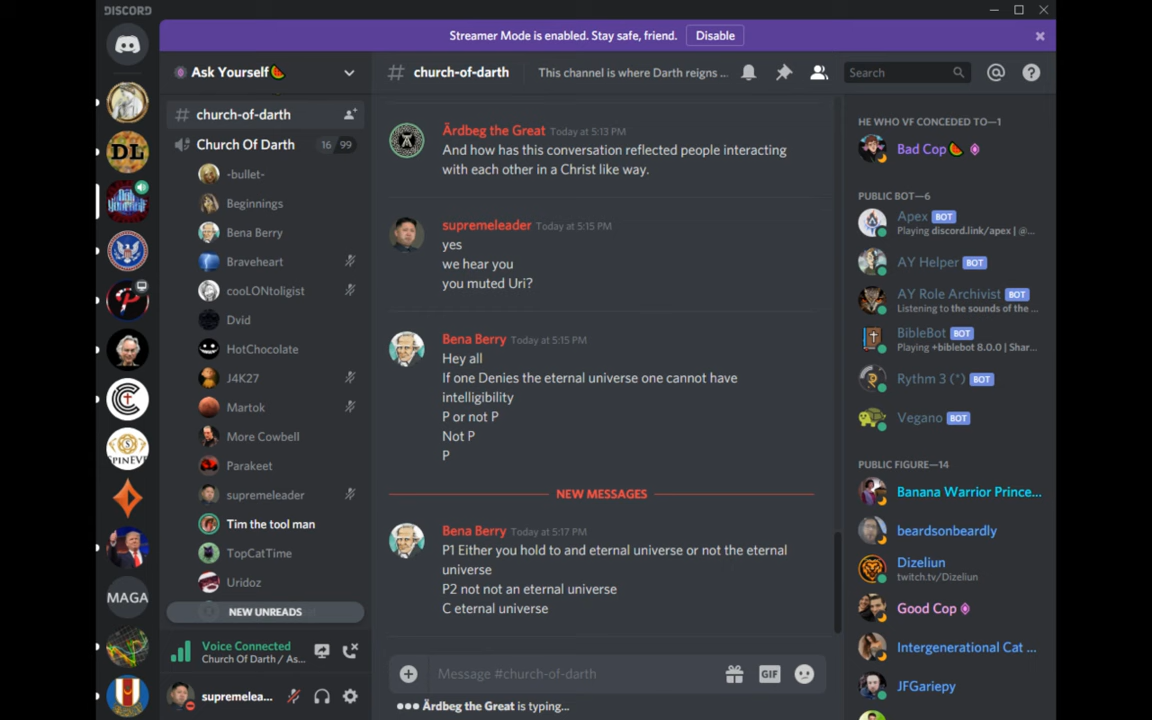 DISCORD
Streamer Mode is enabled. Stay safe, friend. Disable
Ask Yourself🍉
# church-of-darth
This channel is where Darth reigns ...
Search
DL
SPINEVE
MAGA
# church-of-darth
Church Of Darth 16 99
-bullet-
Beginnings
Bena Berry
Braveheart
cooLONtoligist
Dvid
HotChocolate
J4K27
Martok
More Cowbell
Parakeet
supremeleader
Tim the tool man
TopCatTime
Uridoz
NEW UNREADS
Voice Connected
Church Of Darth / As...
supremelea...
Ãrdbeg the Great Today at 5:13 PM
And how has this conversation reflected people interacting
with each other in a Christ like way.
supremeleader Today at 5:15 PM
yes
we hear you
you muted Uri?
Bena Berry Today at 5:15 PM
Hey all
If one Denies the eternal universe one cannot have
intelligibility
P or not P
Not P
P
NEW MESSAGES
Bena Berry Today at 5:17 PM
P1 Either you hold to and eternal universe or not the eternal
universe
P2 not not an eternal universe
C eternal universe
Message #church-of-darth
GIF
Ãrdbeg the Great is typing...
HE WHO VF CONCEDED TO—1
Bad Cop🍉
PUBLIC BOT—6
Apex BOT
Playing discord.link/apex | @...
AY Helper BOT
AY Role Archivist BOT
Listening to the sounds of the ...
BibleBot BOT
Playing +biblebot 8.0.0 | Shar...
Rythm 3 (*) BOT
Vegano BOT
PUBLIC FIGURE—14
Banana Warrior Prince...
beardsonbeardly
Dizeliun
twitch.tv/Dizeliun
Good Cop
Intergenerational Cat ...
JFGariepy